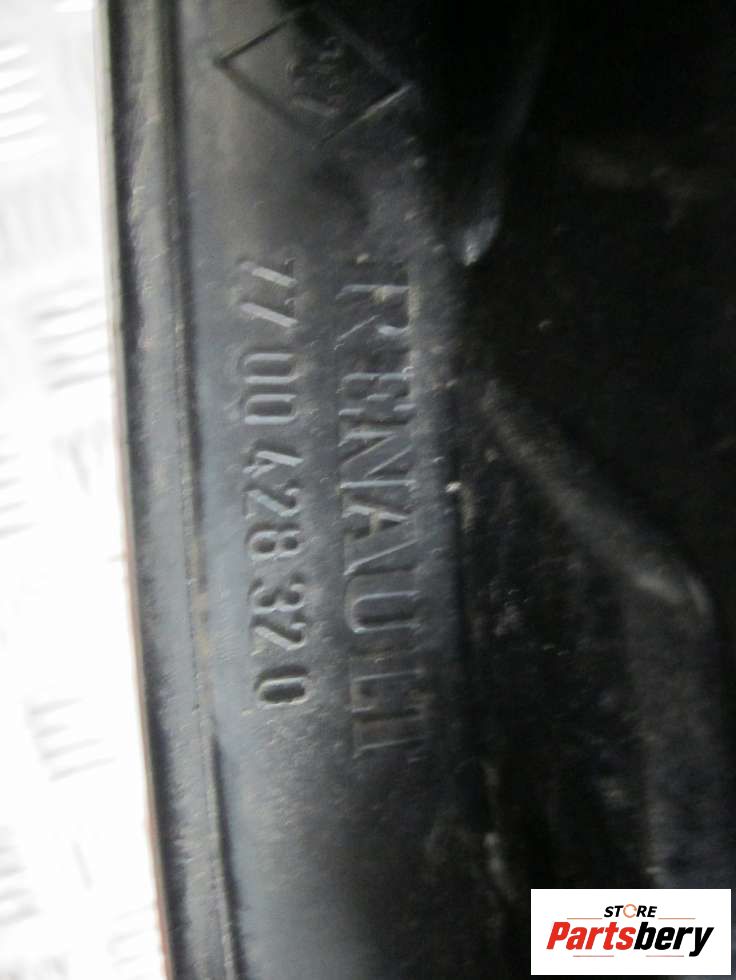 RENAULT
77 00 428 320
STORE
Partsbery